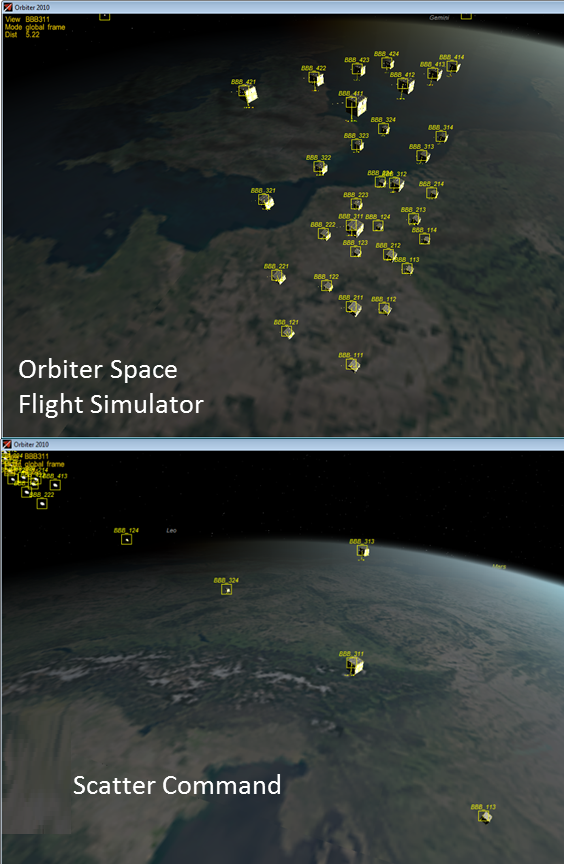 Orbiter 2010
View BBB311
Mode global frame
Dist 5.22
Gemini
BBB_424
BBB_414
BBB_423
BBB_413
BBB_422
BBB_412
BBB_421
BBB_411
BBB_324
BBB_314
BBB_323
BBB_313
BBB_322
BBB_312
BBB_214
BBB_321
BBB_223
BBB_213
BBB_311
BBB_124
BBB_222
BBB_114
BBB_123
BBB_212
BBB_113
BBB_221
BBB_122
BBB_211
BBB_112
BBB_121
BBB_111
Orbiter Space
Flight Simulator
Orbiter 2010
BBB311
global frame
BBB_413
BBB_222
BBB_124
Leo
BBB_313
Mars
BBB_324
BBB_311
Scatter Command
BBB_113